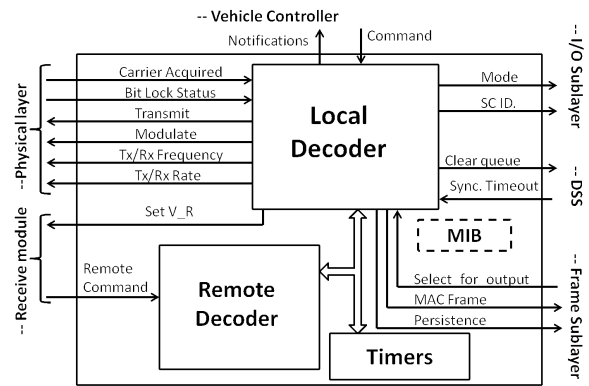 -- Vehicle Controller
Notifications
Command
--Physical layer
Carrier Acquired
Bit Lock Status
Transmit
Modulate
Tx/Rx Frequency
Tx/Rx Rate
Local
Decoder
Mode
SC ID.
-- I/O Sublayer
Clear queue
Sync. Timeout
-- DSS
-- Receive module
Set V_R
Remote
Command
Remote
Decoder
MIB
Select for output
MAC Frame
Persistence
-- Frame Sublayer
Timers